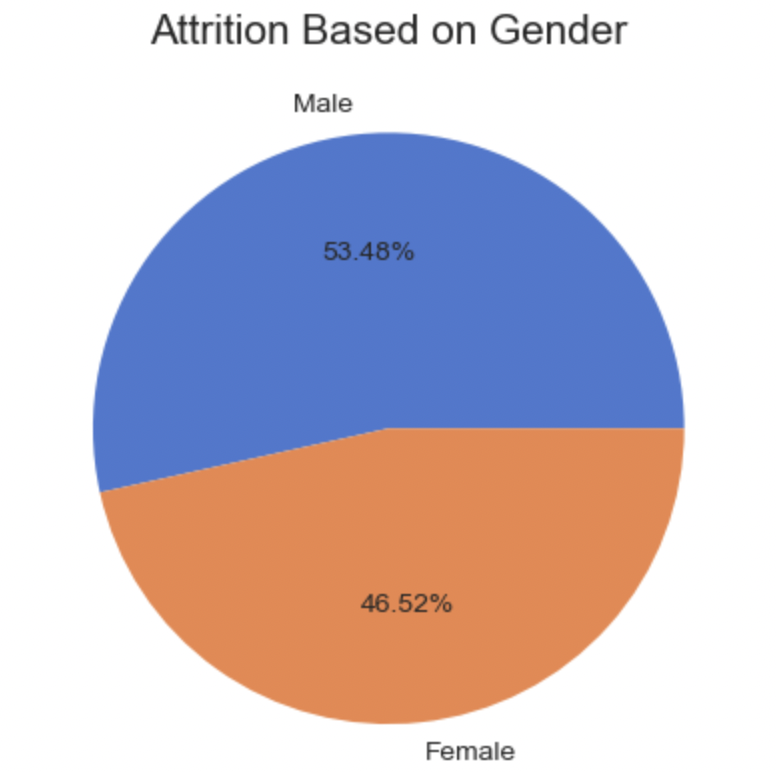 Attrition Based on Gender
Male
53.48%
46.52%
Female